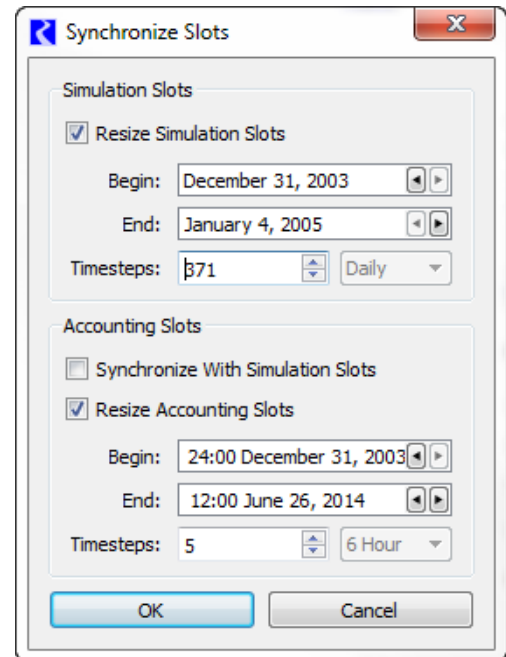 Synchronize Slots
Simulation Slots
Resize Simulation Slots
Begin: December 31, 2003
End: January 4, 2005
Timesteps: 371 Daily
Accounting Slots
Synchronize With Simulation Slots
Resize Accounting Slots
Begin: 24:00 December 31, 2003
End: 12:00 June 26, 2014
Timesteps: 5 6 Hour
OK Cancel